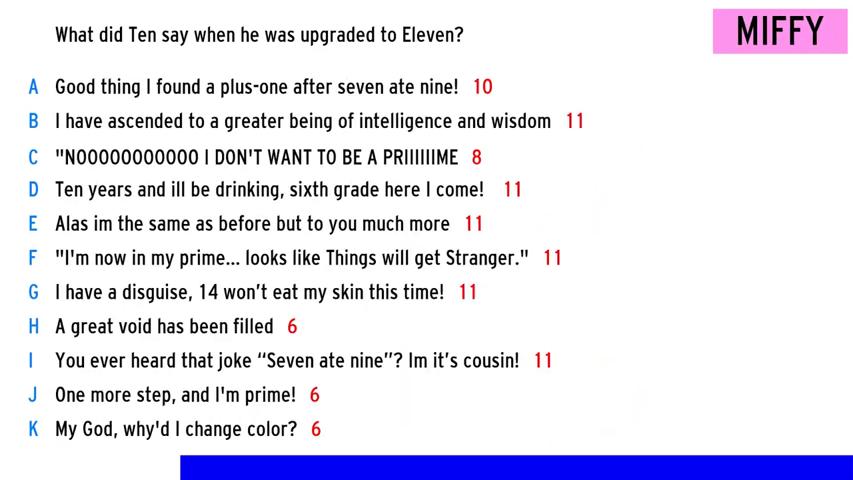 What did Ten say when he was upgraded to Eleven?
MIFFY
A Good thing I found a plus-one after seven ate nine! 10
B I have ascended to a greater being of intelligence and wisdom 11
C "NOOOOOOOOOOO I DON'T WANT TO BE A PRIIIIIIME 8
D Ten years and ill be drinking, sixth grade here I come! 11
E Alas im the same as before but to you much more 11
F "I'm now in my prime... looks like Things will get Stranger." 11
G I have a disguise, 14 won’t eat my skin this time! 11
H A great void has been filled 6
I You ever heard that joke “Seven ate nine”? Im it’s cousin! 11
J One more step, and I'm prime! 6
K My God, why'd I change color? 6